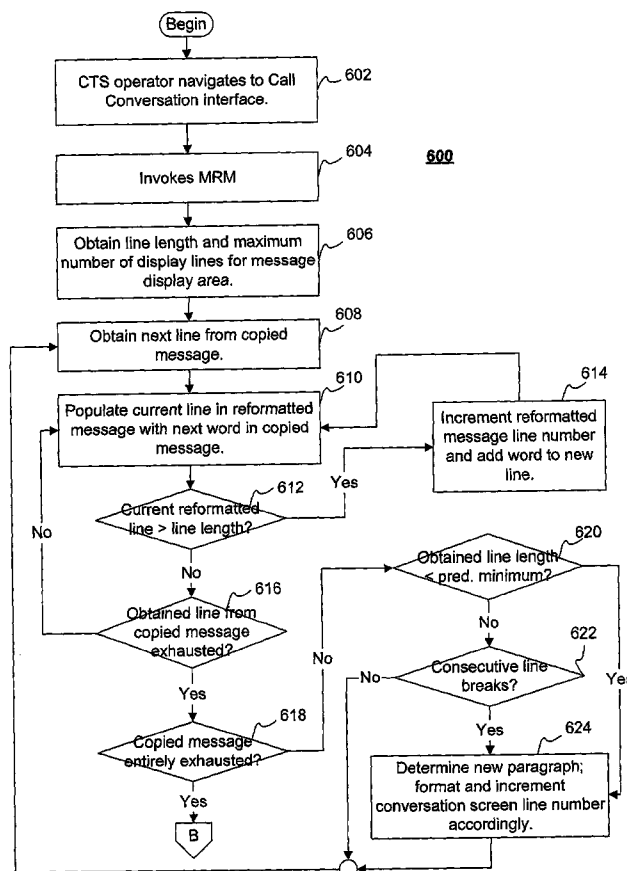 Begin
602
CTS operator navigates to Call
Conversation interface.
604
600
Invokes MRM
606
Obtain line length and maximum
number of display lines for message
display area.
608
Obtain next line from copied
message.
610
Populate current line in reformatted
message with next word in copied
message.
614
Increment reformatted
message line number
and add word to new
line.
612
Current reformatted
line > line length?
Yes
No
No
616
Obtained line from
copied message
exhausted?
620
Obtained line length
< pred. minimum?
No
No
Yes
622
Consecutive line
breaks?
No
Yes
Yes
618
Copied message
entirely exhausted?
624
Determine new paragraph;
format and increment
conversation screen line number
accordingly.
Yes
B